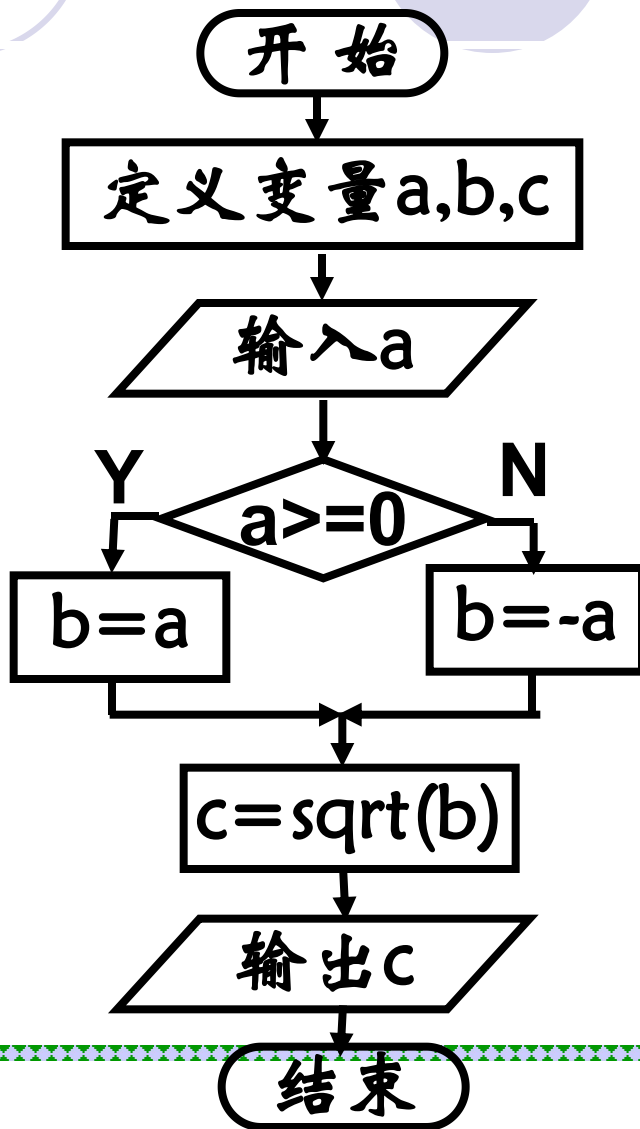 开 始
定义变量a,b,c
输入a
Y
N
a>=0
b=a
b=-a
c=sqrt(b)
输出c
结束